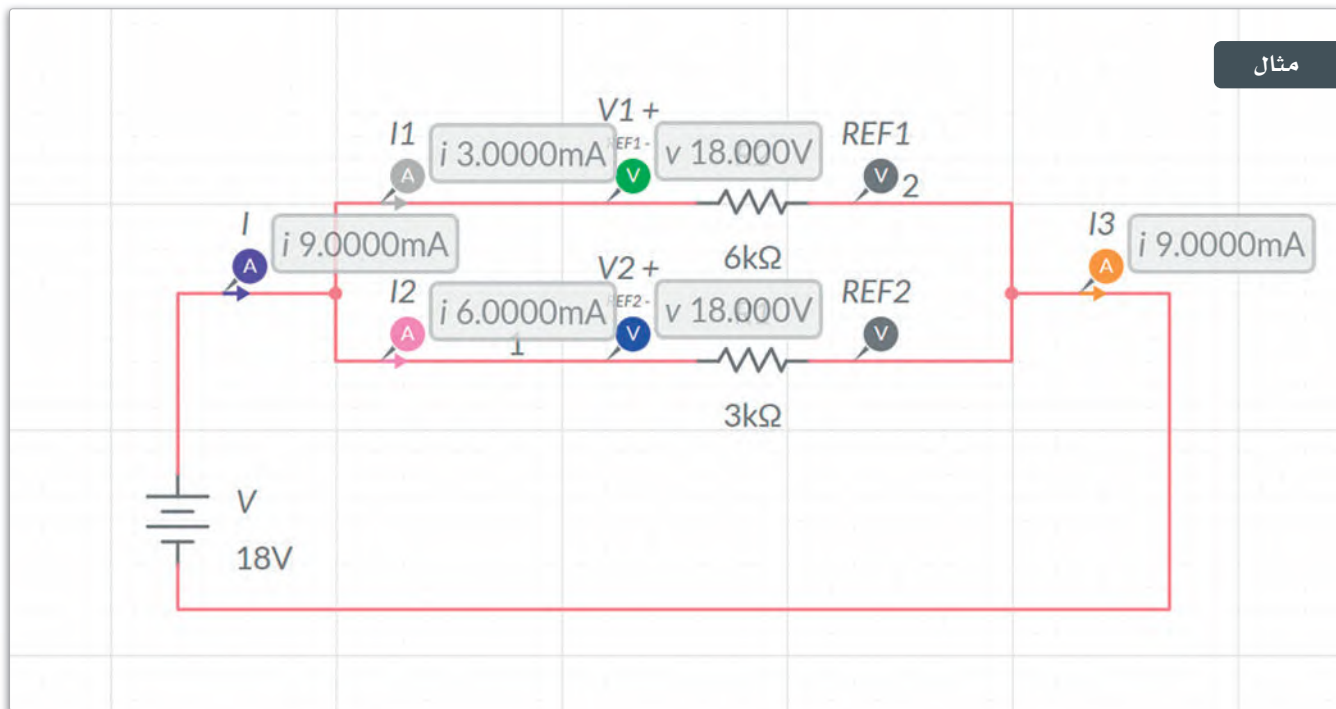 مثال
V1 +
I1
i 3.0000mA
REF1 -
v 18.000V
REF1
2
I
i 9.0000mA
6kΩ
I3
i 9.0000mA
V2 +
I2
i 6.0000mA
REF2 -
v 18.000V
REF2
1
3kΩ
V
18V
A
V
V
A
A
V
V
A